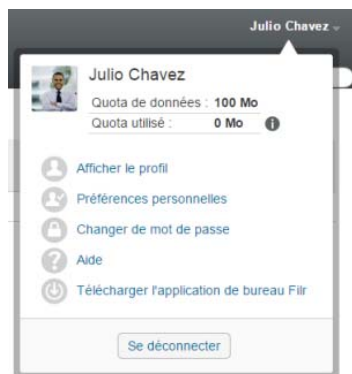 Julio Chavez
Julio Chavez
Quota de données : 100 Mo
Quota utilisé : 0 Mo
Afficher le profil
Préférences personnelles
Changer de mot de passe
Aide
Télécharger l'application de bureau Filr
Se déconnecter